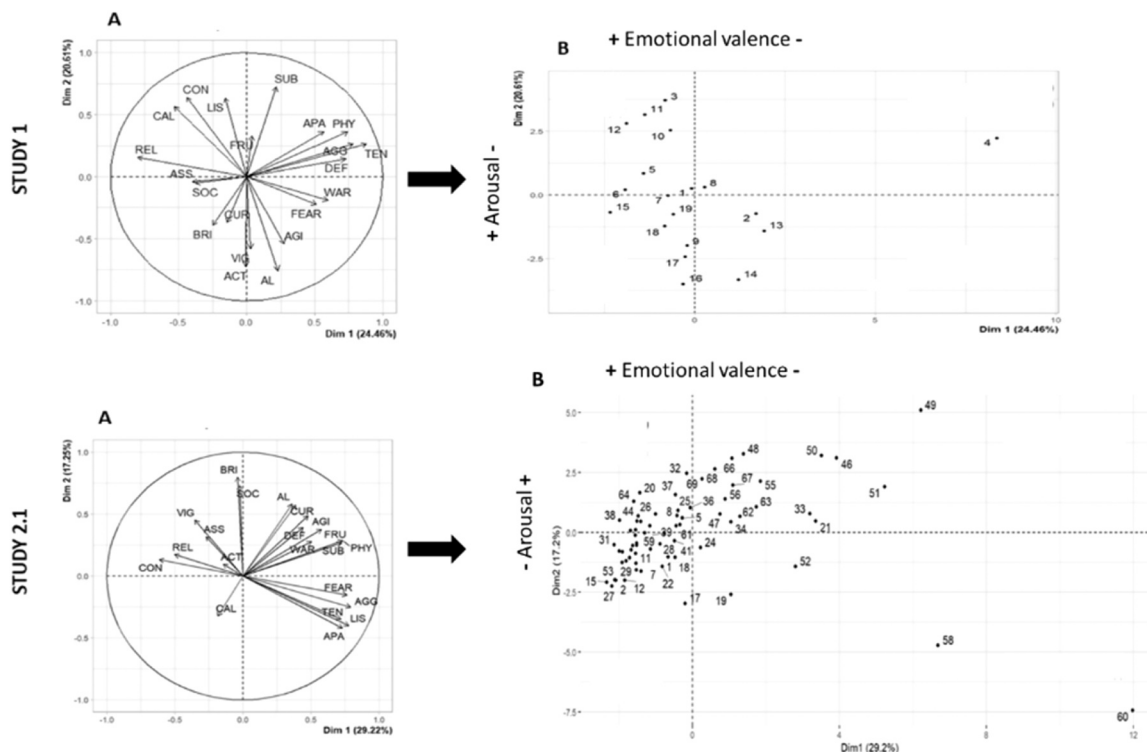 STUDY 1
A
Dim 2 (20.61%)
1.0
0.5
0.0
-0.5
-1.0
CON
SUB
LIS
CAL
APA PHY
FRU
REL
AGG
TEN
DEF
ASS
SOC
WAR
FEAR
CUR
BRI
AGI
VIG
ACT
AL
-1.0 -0.5 0.0 0.5 1.0
Dim 1 (24.46%)
B
+ Emotional valence -
+ Arousal -
Dim 2 (20.61%)
2.5
0.0
-2.5
3
11
12
10
4
5
6
1
8
7
15
19
2
13
18
9
17
16
14
0 5 10
Dim 1 (24.46%)
STUDY 2.1
A
Dim 2 (17.25%)
1.0
0.5
0.0
-0.5
-1.0
BRI
SOC
AL
VIG
CUR
AGI
ASS
DEF
FRU
REL
WAR
SUB
PHY
ACT
CON
FEAR
AGG
CAL
TEN
LIS
APA
-1.0 -0.5 0.0 0.5 1.0
Dim 1 (29.22%)
B
+ Emotional valence -
- Arousal +
Dim2 (17.2%)
5.0
2.5
0.0
-2.5
-5.0
-7.5
49
48
50
46
32
66
68
67
55
51
69
37
20
64
25
36
56
63
38
44
26
8
5
47
62
33
21
34
31
59
39
61
24
28
41
52
11
18
53
29
7
1
22
15
2
12
27
17
19
58
60
0 4 8 12
Dim1 (29.2%)